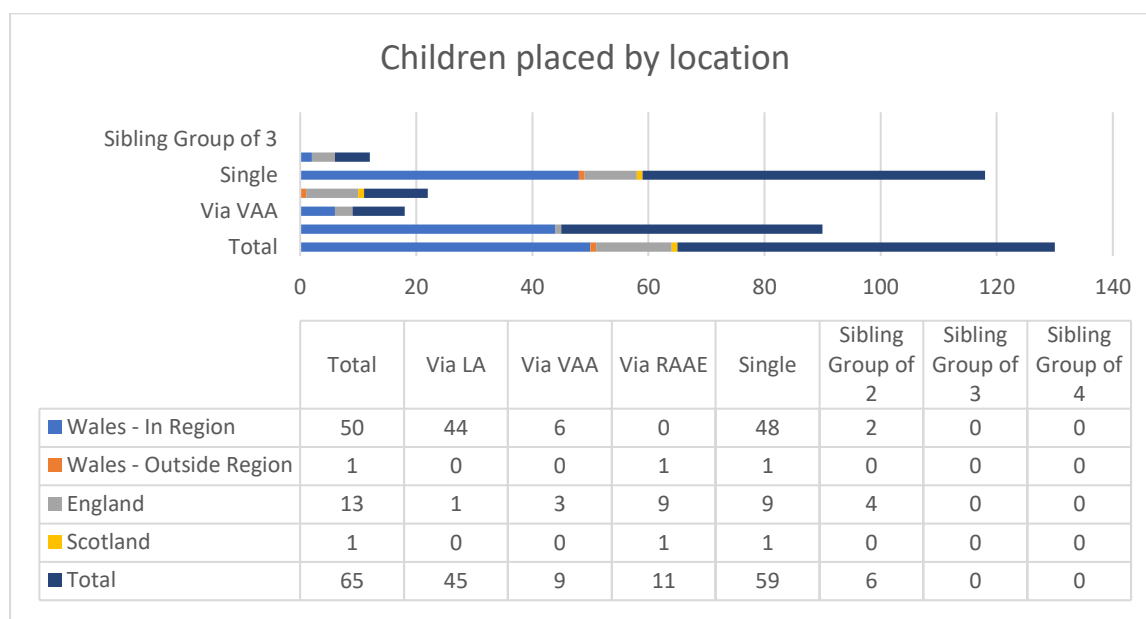 Children placed by location
Sibling Group of 3
Single
Via VAA
Total
0 20 40 60 80 100 120 140
Total Via LA Via VAA Via RAAE Single Sibling Group of 2 Sibling Group of 3 Sibling Group of 4
Wales - In Region 50 44 6 0 48 2 0 0
Wales - Outside Region 1 0 0 1 1 0 0 0
England 13 1 3 9 9 4 0 0
Scotland 1 0 0 1 1 0 0 0
Total 65 45 9 11 59 6 0 0